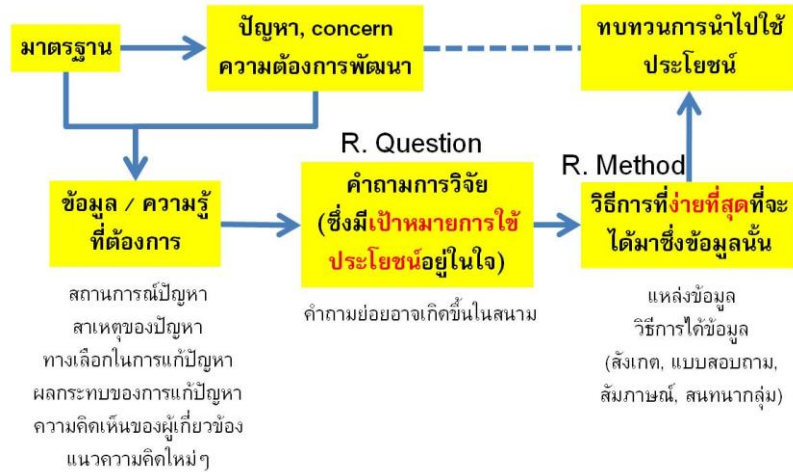 มาตรฐาน
ปัญหา, concern
ความต้องการพัฒนา
ทบทวนการนำไปใช้
ประโยชน์
R. Question
R. Method
ข้อมูล / ความรู้
ที่ต้องการ
คำถามการวิจัย
(ซึ่งมีเป้าหมายการใช้
ประโยชน์อยู่ในใจ)
วิธีการที่ง่ายที่สุดที่จะ
ได้มาซึ่งข้อมูลนั้น
สถานการณ์ปัญหา
สาเหตุของปัญหา
ทางเลือกในการแก้ปัญหา
ผลกระทบของการแก้ปัญหา
ความคิดเห็นของผู้เกี่ยวข้อง
แนวความคิดใหม่ๆ
คำถามย่อยอาจเกิดขึ้นในสนาม
แหล่งข้อมูล
วิธีการได้ข้อมูล
(สังเกต, แบบสอบถาม,
สัมภาษณ์, สนทนากลุ่ม)